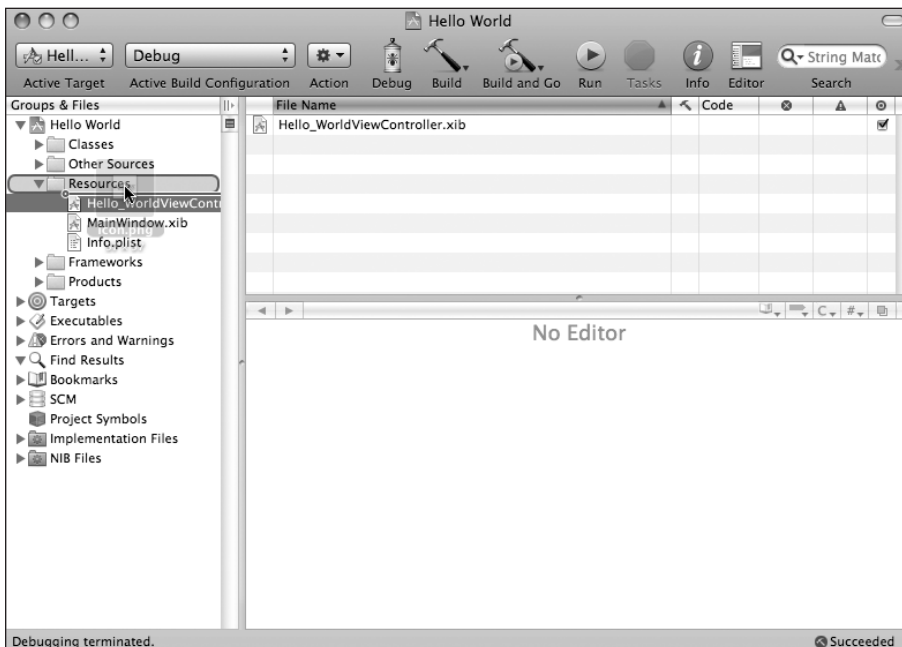 Hello World
Hell...
Debug
Active Target
Active Build Configuration
Action
Debug
Build
Build and Go
Run
Tasks
Info
Editor
String Matc
Search
Groups & Files
File Name
Code
Hello World
Hello_WorldViewController.xib
Classes
Other Sources
Resources
Hello_WorldViewContr
MainWindow.xib
icon.png
Info.plist
Frameworks
Products
Targets
No Editor
C
#
Executables
Errors and Warnings
Find Results
Bookmarks
SCM
Project Symbols
Implementation Files
NIB Files
Debugging terminated.
Succeeded